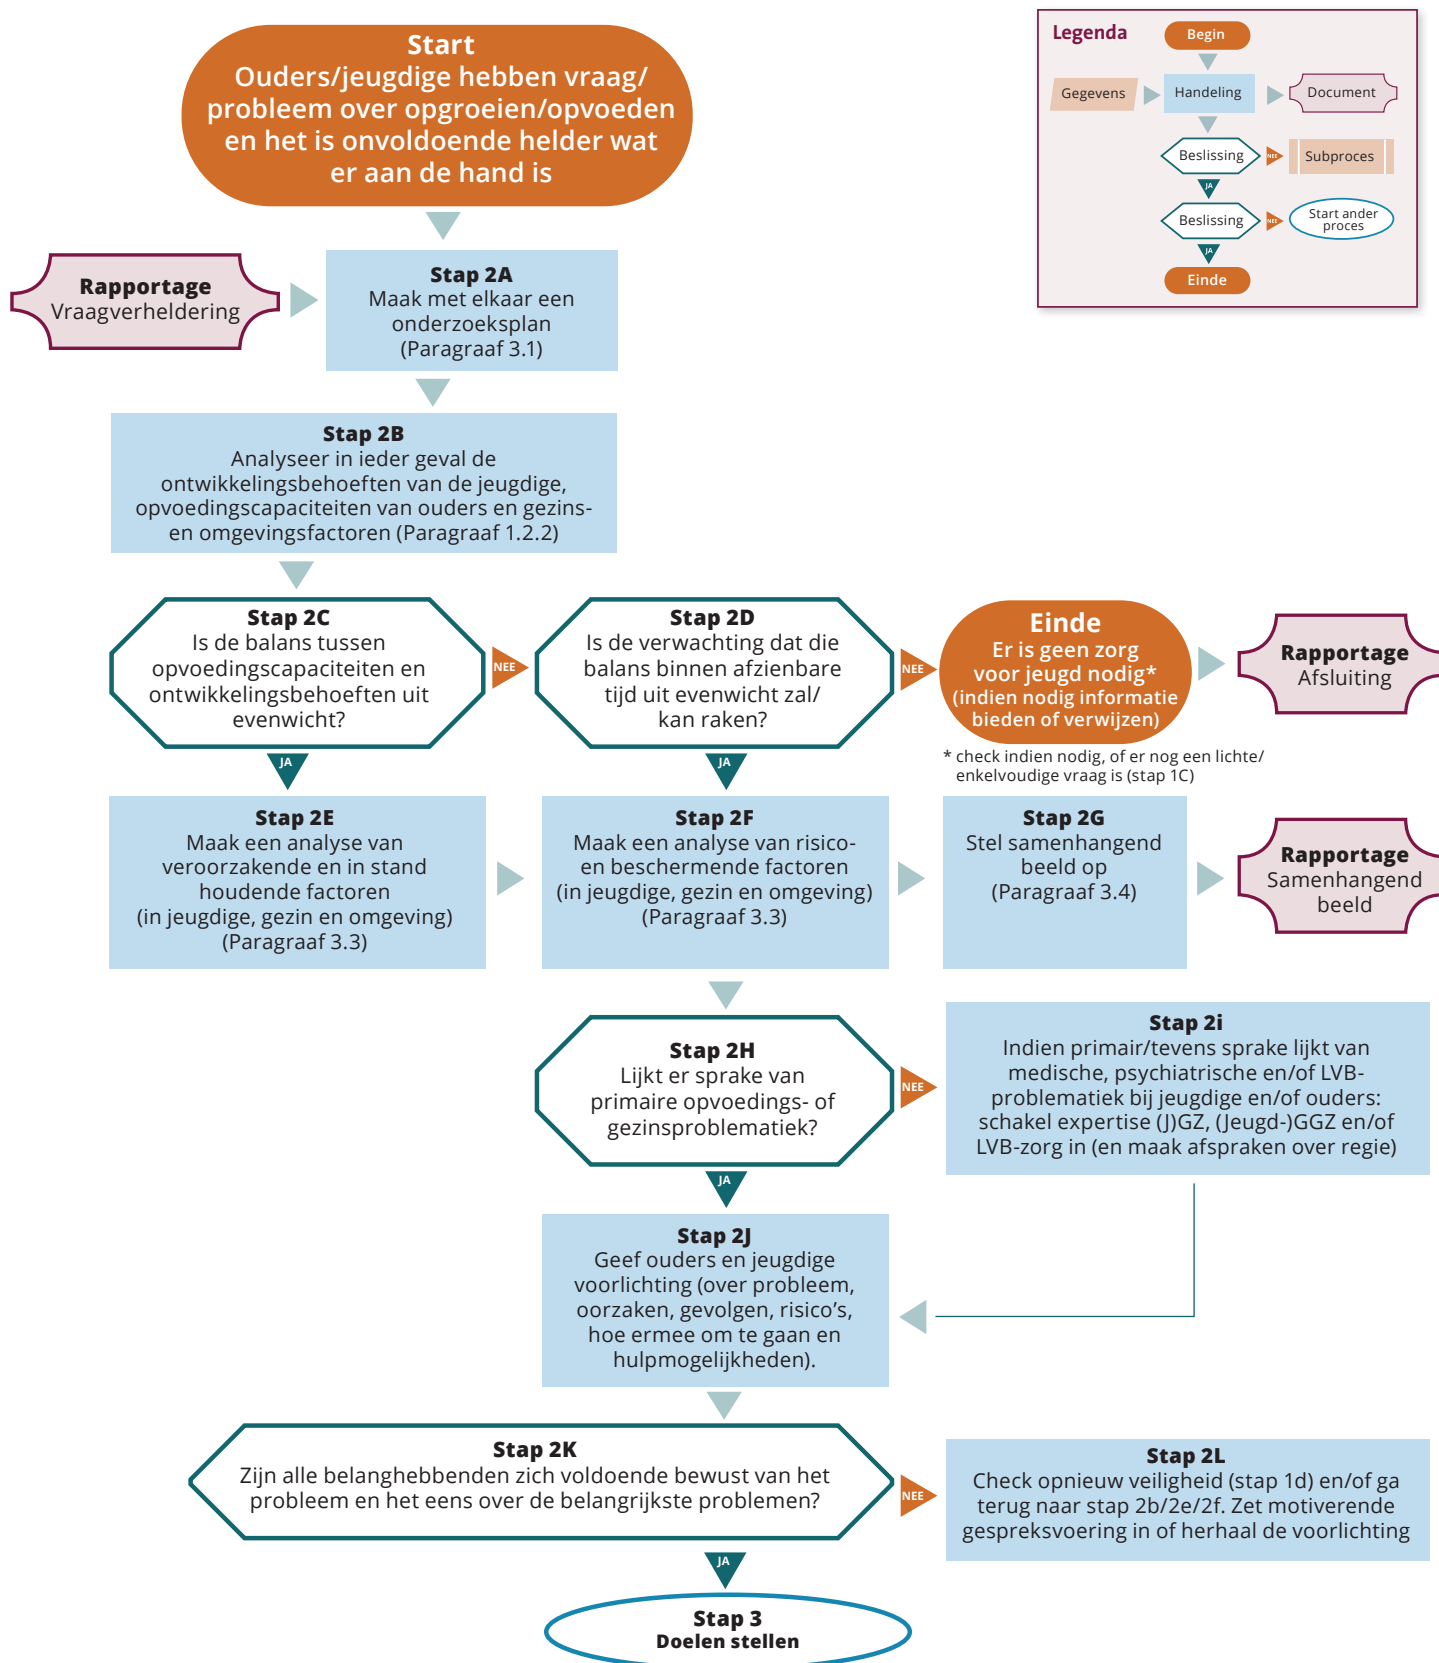 Start
Ouders/jeugdige hebben vraag/
probleem over opgroeien/opvoeden
en het is onvoldoende helder wat
er aan de hand is
Legenda
Begin
Gegevens
Handeling
Document
Beslissing
NEE
Subproces
JA
Beslissing
NEE
Start ander
proces
JA
Einde
Rapportage
Vraagverheldering
Stap 2A
Maak met elkaar een
onderzoeksplan
(Paragraaf 3.1)
Stap 2B
Analyseer in ieder geval de
ontwikkelingsbehoeften van de jeugdige,
opvoedingscapaciteiten van ouders en gezins-
en omgevingsfactoren (Paragraaf 1.2.2)
Stap 2C
Is de balans tussen
opvoedingscapaciteiten en
ontwikkelingsbehoeften uit
evenwicht?
NEE
Stap 2D
Is de verwachting dat die
balans binnen afzienbare
tijd uit evenwicht zal/
kan raken?
NEE
Einde
Er is geen zorg
voor jeugd nodig*
(indien nodig informatie
bieden of verwijzen)
Rapportage
Afsluiting
* check indien nodig, of er nog een lichte/
enkelvoudige vraag is (stap 1C)
JA
JA
Stap 2E
Maak een analyse van
veroorzakende en in stand
houdende factoren
(in jeugdige, gezin en omgeving)
(Paragraaf 3.3)
Stap 2F
Maak een analyse van risico-
en beschermende factoren
(in jeugdige, gezin en omgeving)
(Paragraaf 3.3)
Stap 2G
Stel samenhangend
beeld op
(Paragraaf 3.4)
Rapportage
Samenhangend
beeld
Stap 2H
Lijkt er sprake van
primaire opvoedings- of
gezinsproblematiek?
NEE
Stap 2i
Indien primair/tevens sprake lijkt van
medische, psychiatrische en/of LVB-
problematiek bij jeugdige en/of ouders:
schakel expertise (J)GZ, (Jeugd-)GGZ en/of
LVB-zorg in (en maak afspraken over regie)
JA
Stap 2J
Geef ouders en jeugdige
voorlichting (over probleem,
oorzaken, gevolgen, risico's,
hoe ermee om te gaan en
hulpmogelijkheden).
Stap 2K
Zijn alle belanghebbenden zich voldoende bewust van het
probleem en het eens over de belangrijkste problemen?
NEE
Stap 2L
Check opnieuw veiligheid (stap 1d) en/of ga
terug naar stap 2b/2e/2f. Zet motiverende
gespreksvoering in of herhaal de voorlichting
JA
Stap 3
Doelen stellen